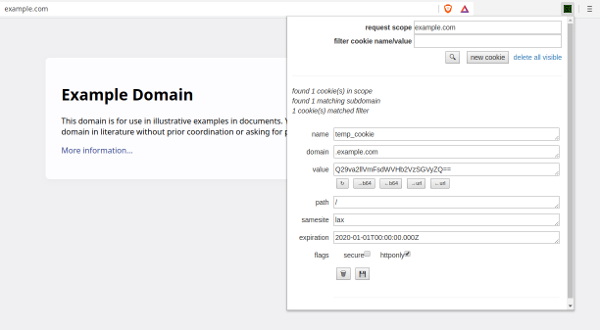 example.com
request scope example.com
filter cookie name/value
new cookie delete all visible
found 1 cookie(s) in scope
found 1 matching subdomain
1 cookie(s) matched filter
Example Domain
This domain is for use in illustrative examples in documents.
domain in literature without prior coordination or asking for
More information...
name temp_cookie
domain .example.com
value
...b64 ...b64 ...url ...url
path /
samesite lax
expiration 2020-01-01T00:00:00.000Z
flags secure httponly